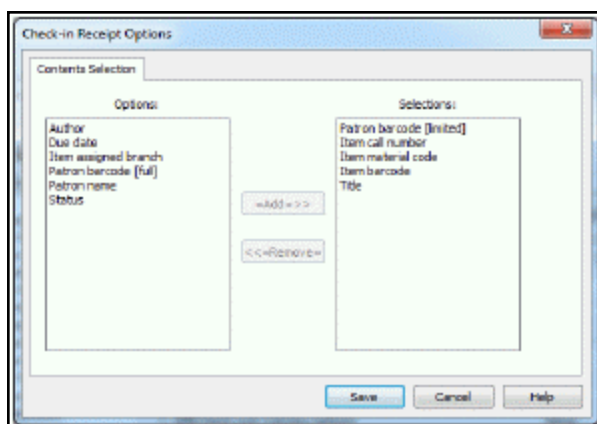 Check-in Receipt Options
Contents Selection
Options:
Selections:
Author
Due date
Item assigned branch
Patron barcode [full]
Patron name
Status
=Add=>>
<<=Remove=
Patron barcode [limited]
Item call number
Item material code
Item barcode
Title
Save
Cancel
Help